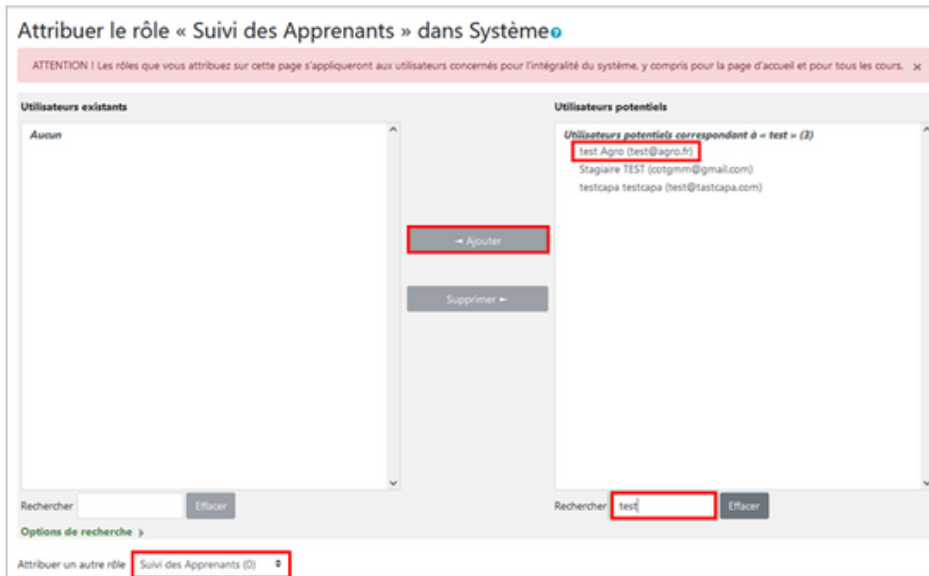 Attribuer le rôle « Suivi des Apprenants » dans Système
ATTENTION ! Les rôles que vous attribuez sur cette page s'appliqueront aux utilisateurs concernés pour l'intégralité du système, y compris pour la page d'accueil et pour tous les cours. ×
Utilisateurs existants
Aucun
Utilisateurs potentiels
Utilisateurs potentiels correspondant à « test » (3)
test Agro (test@agro.fr)
Stagiaire TEST (cotgmm@gmail.com)
testcapa testcapa (test@tastcapa.com)
◄ Ajouter
Supprimer ►
Rechercher Effacer
Rechercher test Effacer
Options de recherche
Attribuer un autre rôle Suivi des Apprenants (0)